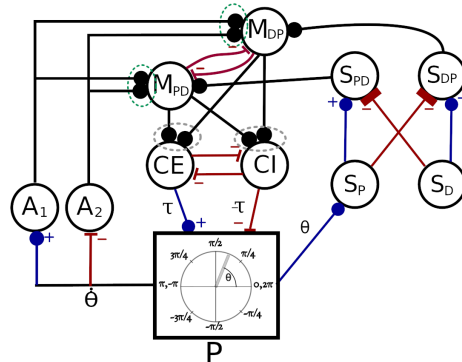 M_DP
M_PD
S_PD
S_DP
CE
CI
A_1
A_2
S_P
S_D
τ
-τ
θ
θ̇
+
−
π/2
3π/4
π/4
π,-π
θ
0,2π
-3π/4
-π/4
-π/2
P